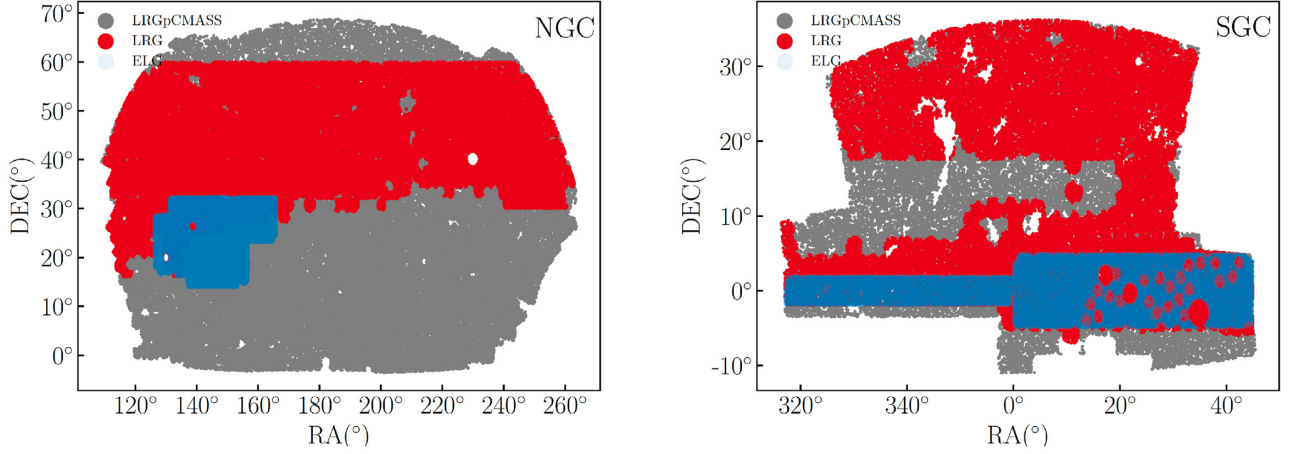 NGC
LRGpCMASS
LRG
ELG
70°
60°
50°
40°
30°
20°
10°
0°
DEC(°)
120° 140° 160° 180° 200° 220° 240° 260°
RA(°)
SGC
LRGpCMASS
LRG
ELG
30°
20°
10°
0°
-10°
DEC(°)
320° 340° 0° 20° 40°
RA(°)